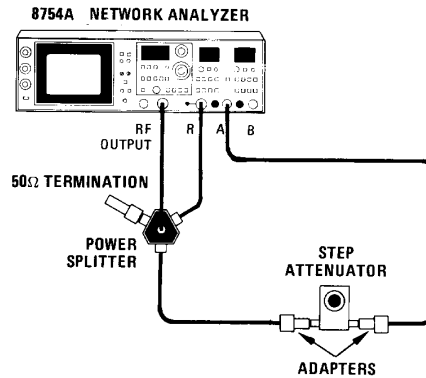 8754A NETWORK ANALYZER
RF OUTPUT
R
A
B
50Ω TERMINATION
POWER SPLITTER
STEP ATTENUATOR
ADAPTERS